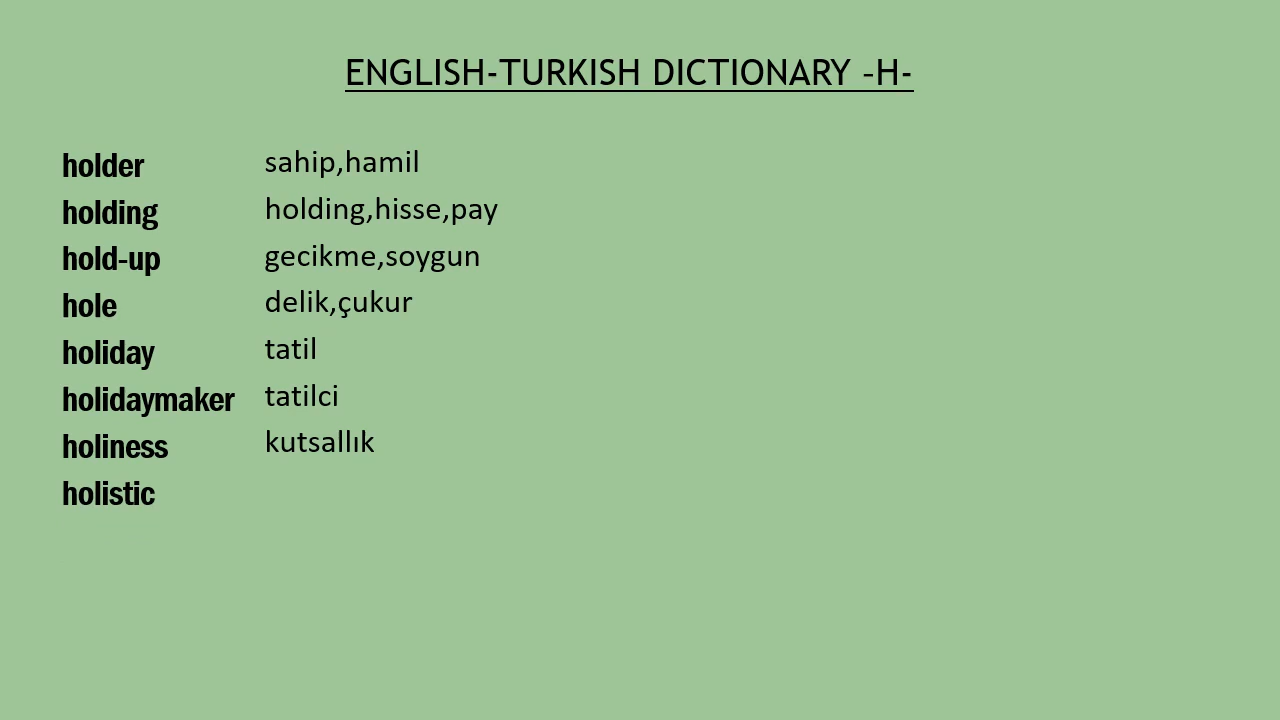 ENGLISH-TURKISH DICTIONARY –H-
holder sahip,hamil
holding holding,hisse,pay
hold-up gecikme,soygun
hole delik,çukur
holiday tatil
holidaymaker tatilci
holiness kutsallık
holistic